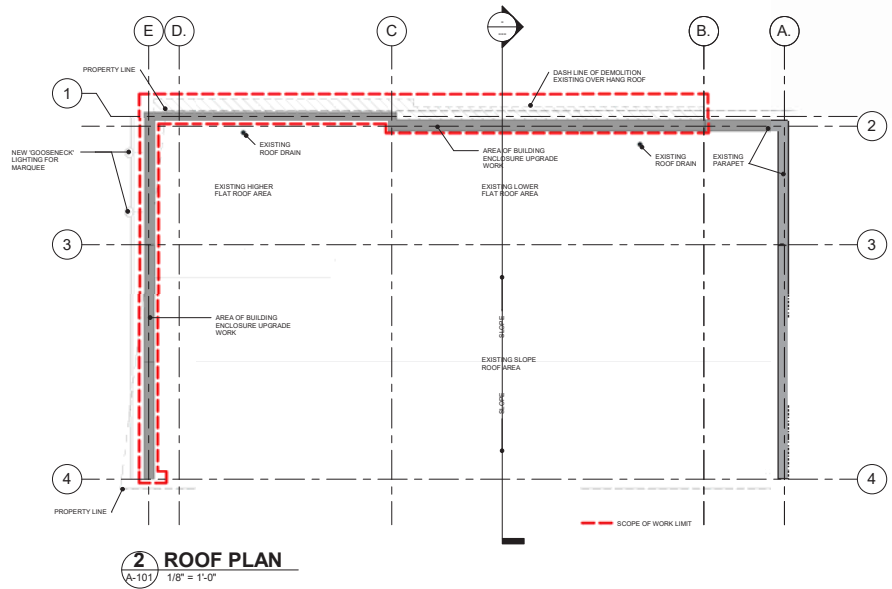 E
D.
C
-
---
B.
A.
PROPERTY LINE
DASH LINE OF DEMOLITION
EXISTING OVER HANG ROOF
1
2
NEW 'GOOSENECK'
LIGHTING FOR
MARQUEE
EXISTING
ROOF DRAIN
AREA OF BUILDING
ENCLOSURE UPGRADE
WORK
EXISTING
ROOF DRAIN
EXISTING
PARAPET
EXISTING HIGHER
FLAT ROOF AREA
EXISTING LOWER
FLAT ROOF AREA
3
3
AREA OF BUILDING
ENCLOSURE UPGRADE
WORK
SLOPE
EXISTING SLOPE
ROOF AREA
SLOPE
4
4
PROPERTY LINE
SCOPE OF WORK LIMIT
2 ROOF PLAN
A-101 1/8" = 1'-0"